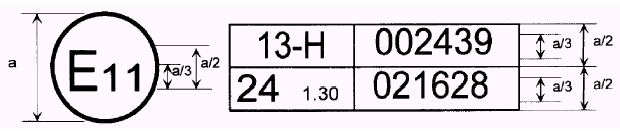 a E11 a/3 a/2 13-H 002439 a/3 a/2
24 1.30 021628 a/3 a/2